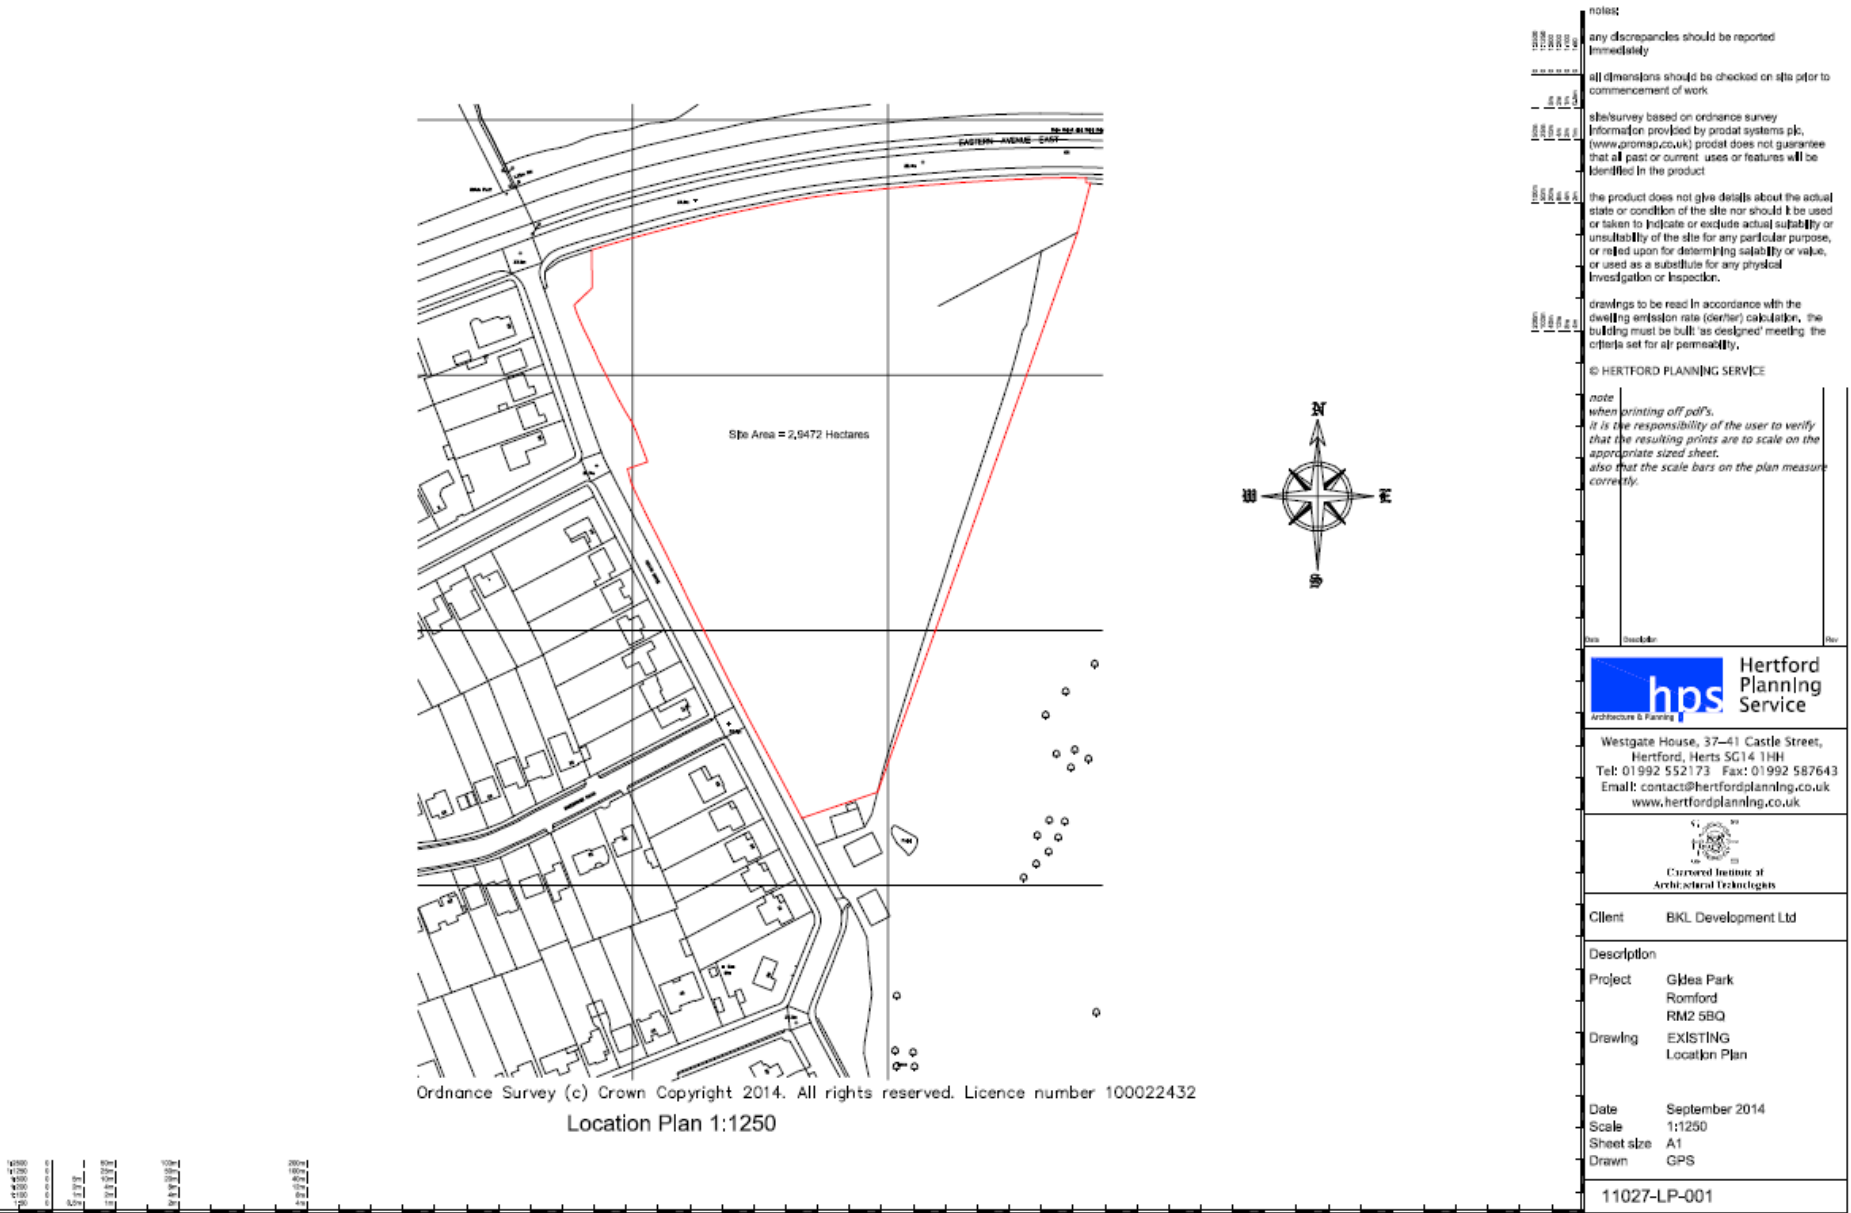 EASTERN AVENUE EAST
Site Area = 2.9472 Hectares
N
W
E
S
Ordnance Survey (c) Crown Copyright 2014. All rights reserved. Licence number 100022432
Location Plan 1:1250
notes:
any discrepancies should be reported
immediately
all dimensions should be checked on site prior to
commencement of work
site/survey based on ordnance survey
information provided by prodat systems plc,
(www.promap.co.uk) prodat does not guarantee
that all past or current uses or features will be
identified in the product
the product does not give details about the actual
state or condition of the site nor should it be used
or taken to indicate or exclude actual suitability or
unsuitability of the site for any particular purpose,
or relied upon for determining saleability or value,
or used as a substitute for any physical
investigation or inspection.
drawings to be read in accordance with the
dwelling emission rate (der/ter) calculation, the
building must be built 'as designed' meeting the
criteria set for air permeability.
© HERTFORD PLANNING SERVICE
note
when printing off pdf's.
it is the responsibility of the user to verify
that the resulting prints are to scale on the
appropriate sized sheet.
also that the scale bars on the plan measure
correctly.
Date Description Rev
hps
Architecture & Planning
Hertford
Planning
Service
Westgate House, 37–41 Castle Street,
Hertford, Herts SG14 1HH
Tel: 01992 552173 Fax: 01992 587643
Email: contact@hertfordplanning.co.uk
www.hertfordplanning.co.uk
Chartered Institute of
Architectural Technologists
Client BKL Development Ltd
Description
Project Gidea Park
Romford
RM2 5BQ
Drawing EXISTING
Location Plan
Date September 2014
Scale 1:1250
Sheet size A1
Drawn GPS
11027-LP-001